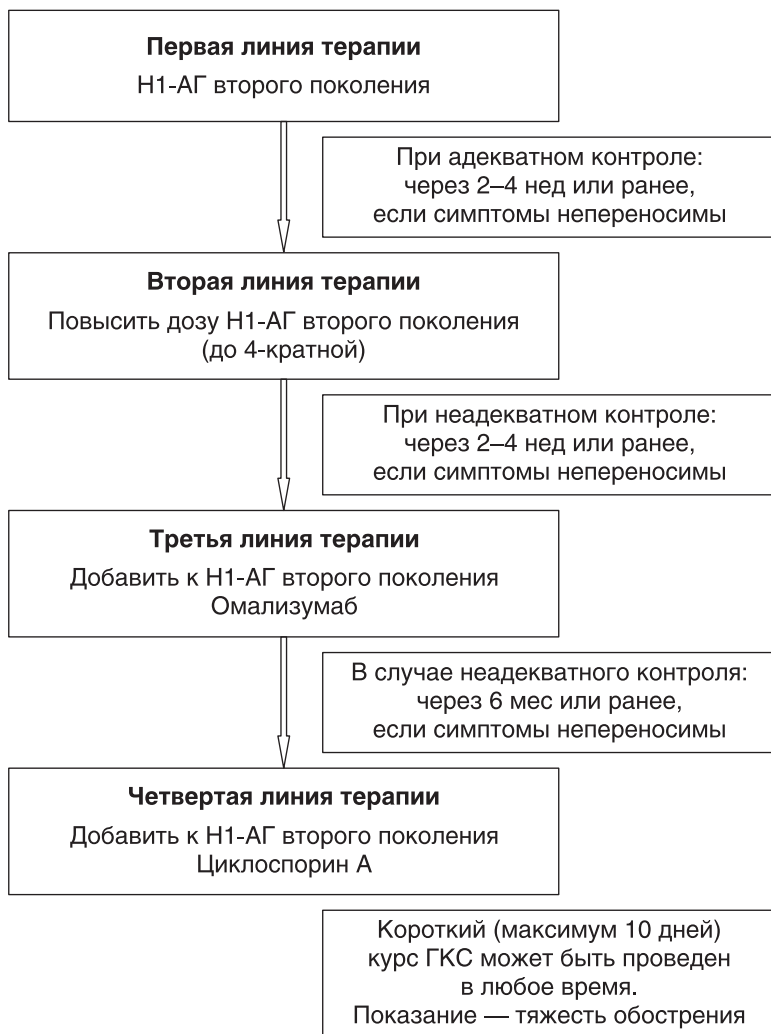 Первая линия терапии
Н1-АГ второго поколения
При адекватном контроле:
через 2–4 нед или ранее,
если симптомы непереносимы
Вторая линия терапии
Повысить дозу Н1-АГ второго поколения
(до 4-кратной)
При неадекватном контроле:
через 2–4 нед или ранее,
если симптомы непереносимы
Третья линия терапии
Добавить к Н1-АГ второго поколения
Омализумаб
В случае неадекватного контроля:
через 6 мес или ранее,
если симптомы непереносимы
Четвертая линия терапии
Добавить к Н1-АГ второго поколения
Циклоспорин А
Короткий (максимум 10 дней)
курс ГКС может быть проведен
в любое время.
Показание — тяжесть обострения